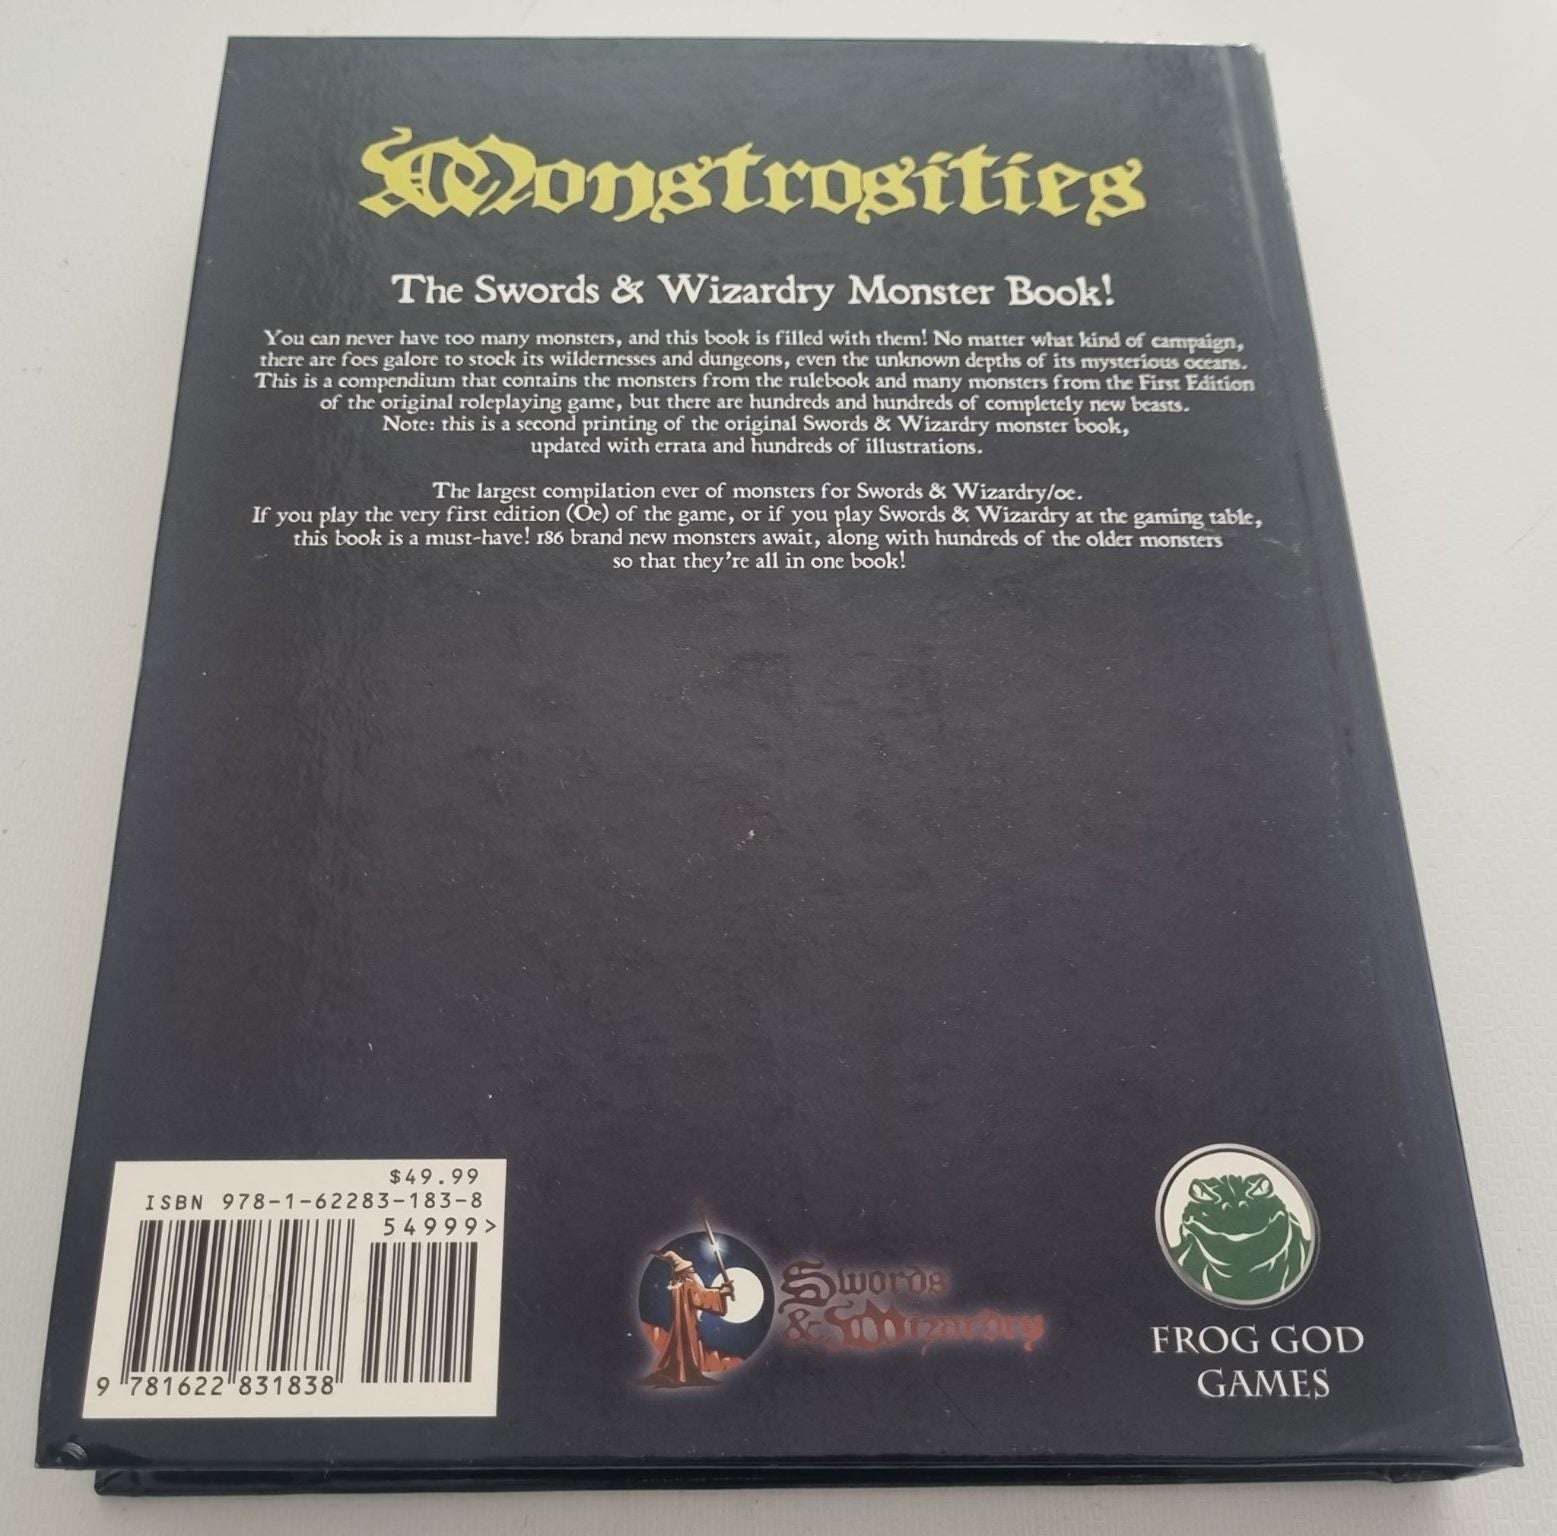 Monstrosities
The Swords & Wizardry Monster Book!
You can never have too many monsters, and this book is filled with them! No matter what kind of campaign,
there are foes galore to stock its wildernesses and dungeons, even the unknown depths of its mysterious oceans.
This is a compendium that contains the monsters from the rulebook and many monsters from the First Edition
of the original roleplaying game, but there are hundreds and hundreds of completely new beasts.
Note: this is a second printing of the original Swords & Wizardry monster book,
updated with errata and hundreds of illustrations.
The largest compilation ever of monsters for Swords & Wizardry/oe.
If you play the very first edition (Oe) of the game, or if you play Swords & Wizardry at the gaming table,
this book is a must-have! 186 brand new monsters await, along with hundreds of the older monsters
so that they're all in one book!
$49.99
ISBN 978-1-62283-183-8
54999>
9 781622 831838
Swords
& Wizardry
FROG GOD
GAMES